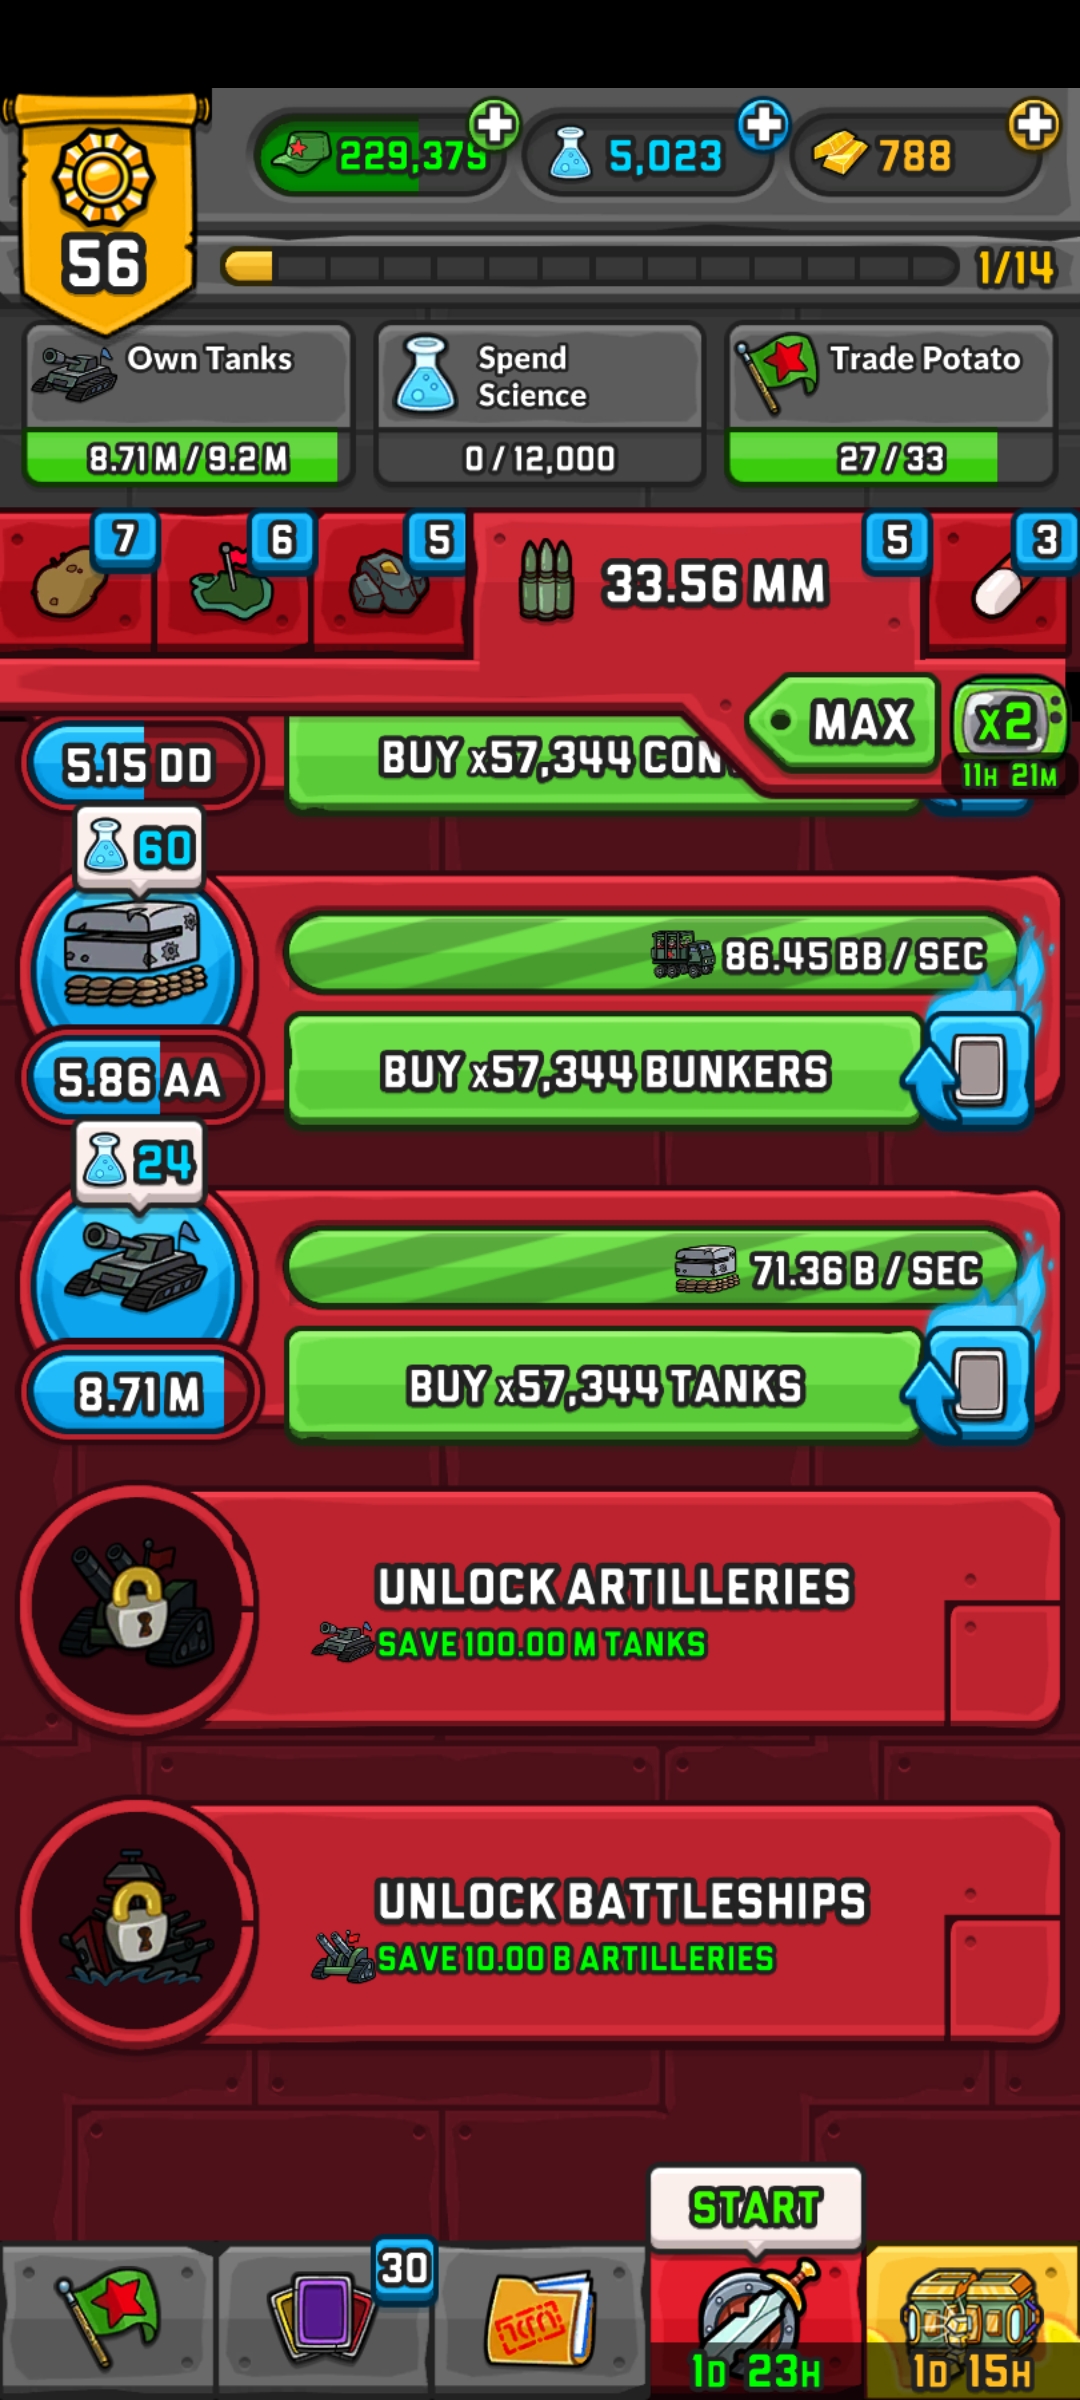 229,379
5,023
788
56
1/14
Own Tanks
8.71 M / 9.2 M
Spend
Science
0 / 12,000
Trade Potato
27 / 33
7
6
5
33.56 MM
5
3
MAX
x2
11H 21M
5.15 DD
BUY x57,344 CON
60
86.45 BB / SEC
5.86 AA
BUY x57,344 BUNKERS
24
71.36 B / SEC
8.71 M
BUY x57,344 TANKS
UNLOCK ARTILLERIES
SAVE 100.00 M TANKS
UNLOCK BATTLESHIPS
SAVE 10.00 B ARTILLERIES
START
30
1D 23H
1D 15H